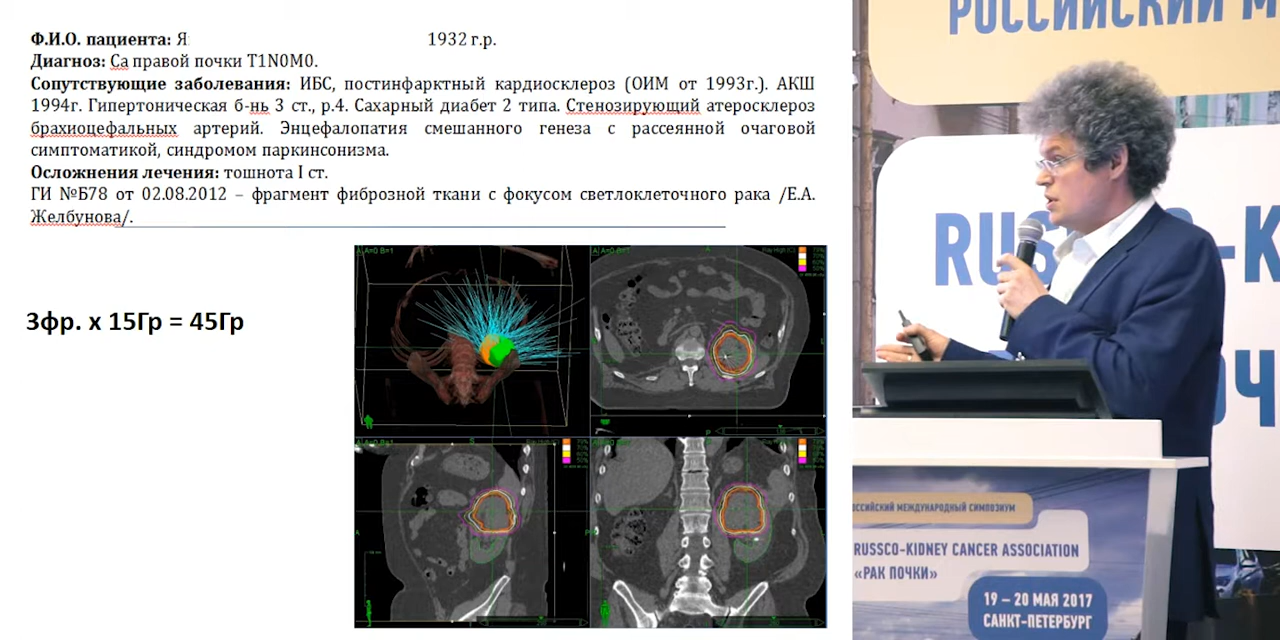 Ф.И.О. пациента: Я 1932 г.р.
Диагноз: Са правой почки T1N0M0.
Сопутствующие заболевания: ИБС, постинфарктный кардиосклероз (ОИМ от 1993г.). АКШ
1994г. Гипертоническая б-нь 3 ст., р.4. Сахарный диабет 2 типа. Стенозирующий атеросклероз
брахиоцефальных артерий. Энцефалопатия смешанного генеза с рассеянной очаговой
симптоматикой, синдромом паркинсонизма.
Осложнения лечения: тошнота I ст.
ГИ №Б78 от 02.08.2012 – фрагмент фиброзной ткани с фокусом светлоклеточного рака /Е.А.
Желбунова/.
3фр. х 15Гр = 45Гр
РОССИЙСКИЙ М
RUS
-K
ОССИЙСКИЙ МЕЖДУНАРОДНЫЙ СИМПОЗИУМ
RUSSCO-KIDNEY CANCER ASSOCIATION
«РАК ПОЧКИ»
19 – 20 МАЯ 2017
САНКТ-ПЕТЕРБУРГ